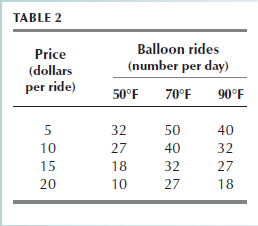 TABLE 2
Price
(dollars
per ride)
Balloon rides
(number per day)
50°F 70°F 90°F
5 32 50 40
10 27 40 32
15 18 32 27
20 10 27 18